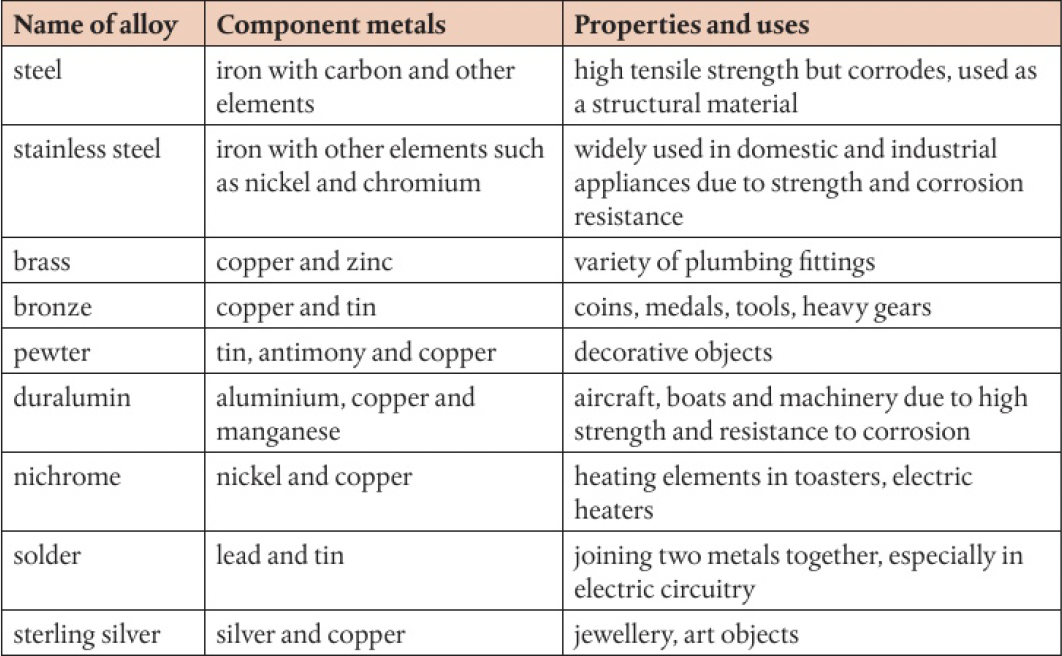 Name of alloy Component metals Properties and uses
steel iron with carbon and other high tensile strength but corrodes, used as
elements a structural material
stainless steel iron with other elements such widely used in domestic and industrial
as nickel and chromium appliances due to strength and corrosion
resistance
brass copper and zinc variety of plumbing fittings
bronze copper and tin coins, medals, tools, heavy gears
pewter tin, antimony and copper decorative objects
duralumin aluminium, copper and aircraft, boats and machinery due to high
manganese strength and resistance to corrosion
nichrome nickel and copper heating elements in toasters, electric
heaters
solder lead and tin joining two metals together, especially in
electric circuitry
sterling silver silver and copper jewellery, art objects